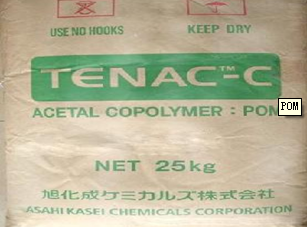 USE NO HOOKS KEEP DRY
TENAC™-C
ACETAL COPOLYMER : POM
POM
NET 25kg
旭化成ケミカルズ株式会社
ASAHI KASEI CHEMICALS CORPORATION